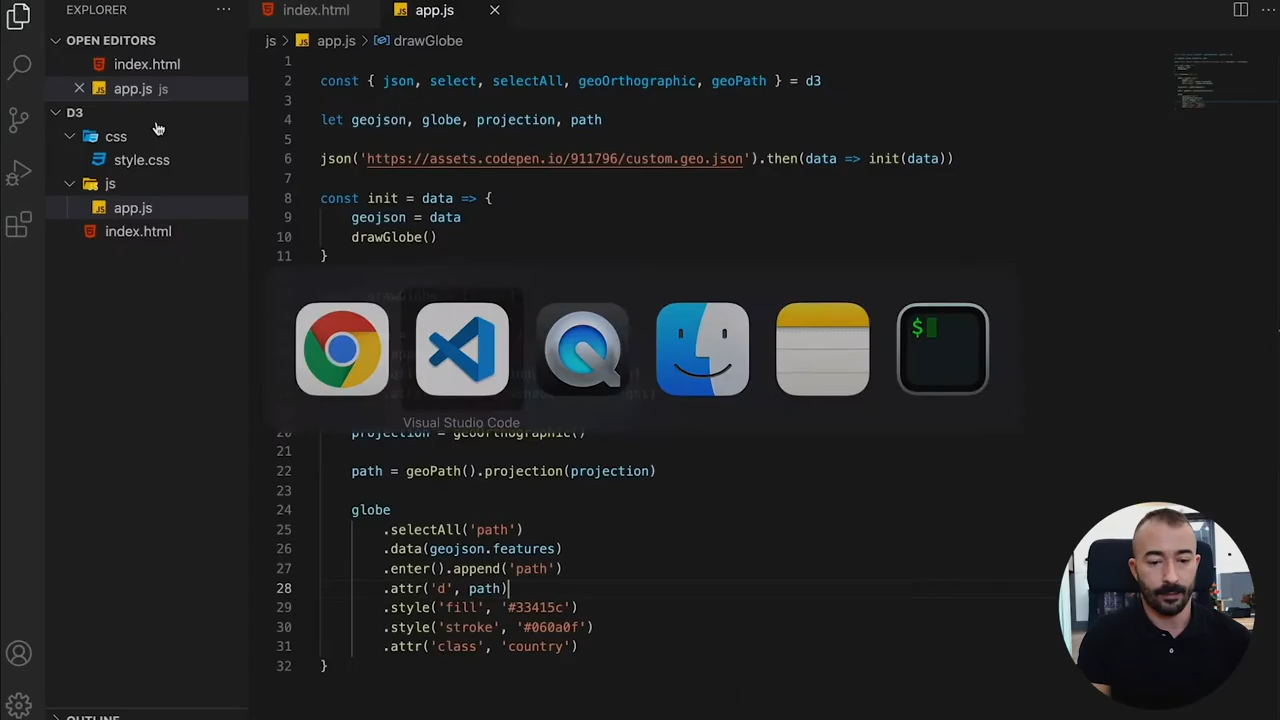 EXPLORER
OPEN EDITORS
index.html
app.js js
D3
css
style.css
js
app.js
index.html
OUTLINE
index.html
app.js
js > app.js > drawGlobe
1
2 const { json, select, selectAll, geoOrthographic, geoPath } = d3
3
4 let geojson, globe, projection, path
5
6 json('https://assets.codepen.io/911796/custom.geo.json').then(data => init(data))
7
8 const init = data => {
9 geojson = data
10 drawGlobe()
11 }
$
Visual Studio Code
20 projection = geoOrthographic()
21
22 path = geoPath().projection(projection)
23
24 globe
25 .selectAll('path')
26 .data(geojson.features)
27 .enter().append('path')
28 .attr('d', path)
29 .style('fill', '#33415c')
30 .style('stroke', '#060a0f')
31 .attr('class', 'country')
32 }